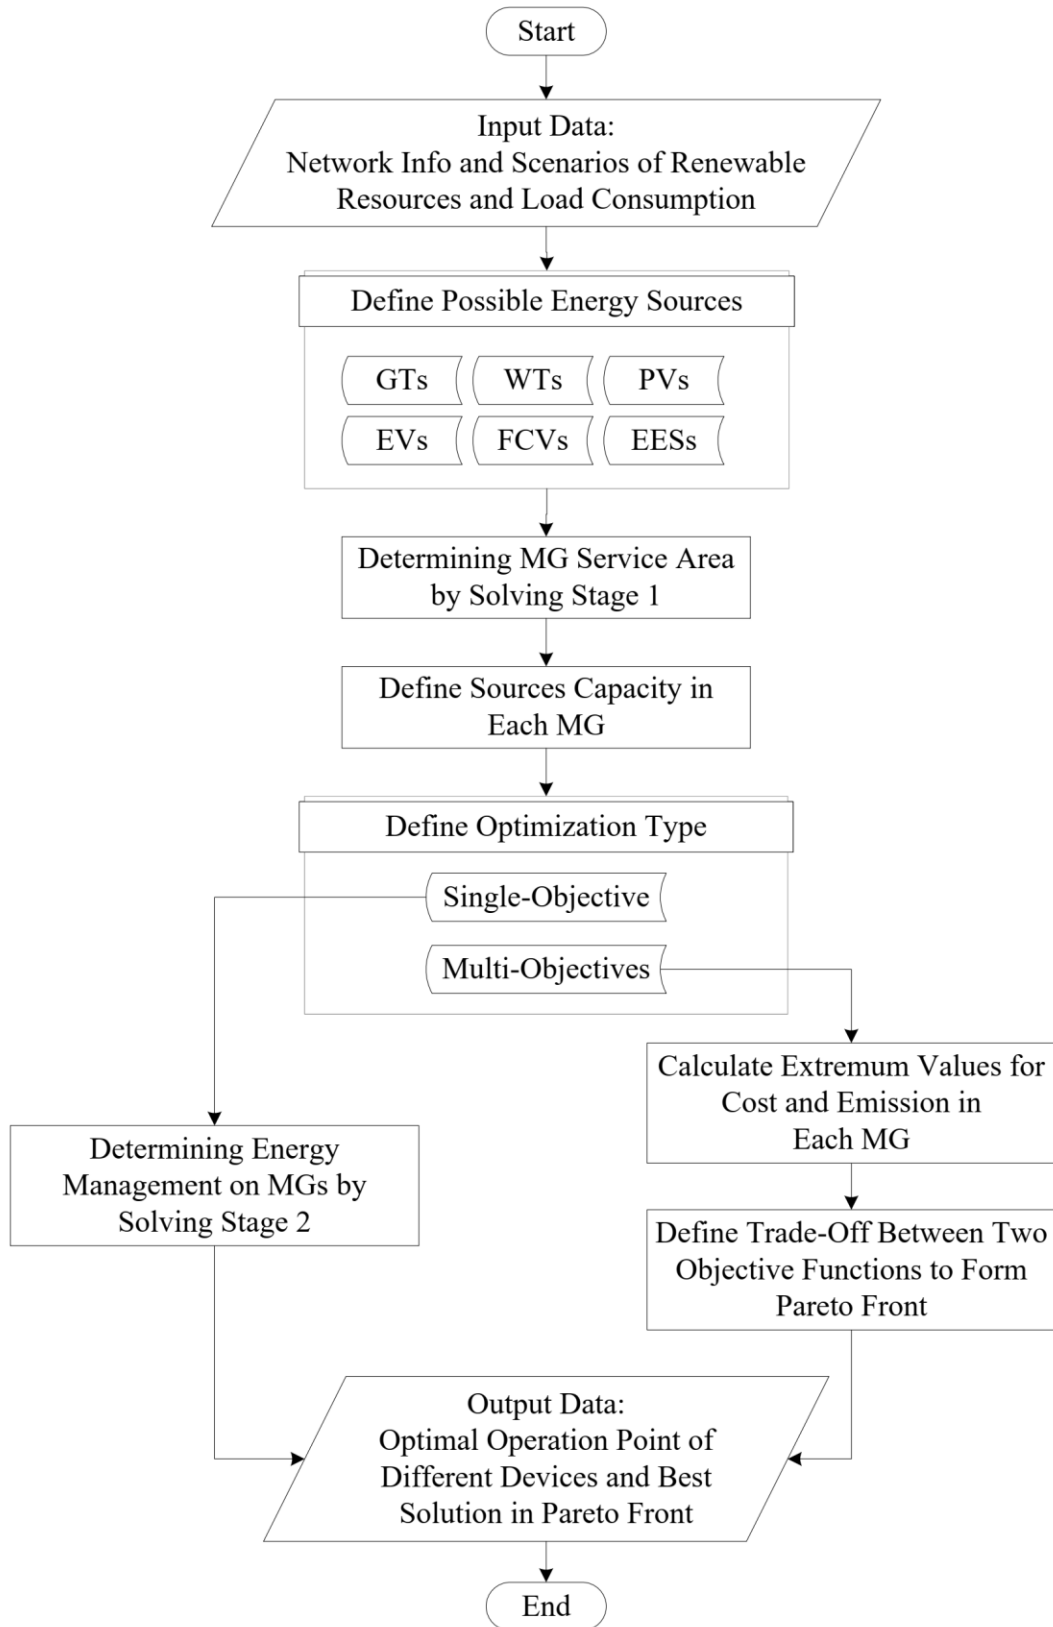 Start
Input Data:
Network Info and Scenarios of Renewable
Resources and Load Consumption
Define Possible Energy Sources
GTs
WTs
PVs
EVs
FCVs
EESs
Determining MG Service Area
by Solving Stage 1
Define Sources Capacity in
Each MG
Define Optimization Type
Single-Objective
Multi-Objectives
Calculate Extremum Values for
Cost and Emission in
Each MG
Determining Energy
Management on MGs by
Solving Stage 2
Define Trade-Off Between Two
Objective Functions to Form
Pareto Front
Output Data:
Optimal Operation Point of
Different Devices and Best
Solution in Pareto Front
End